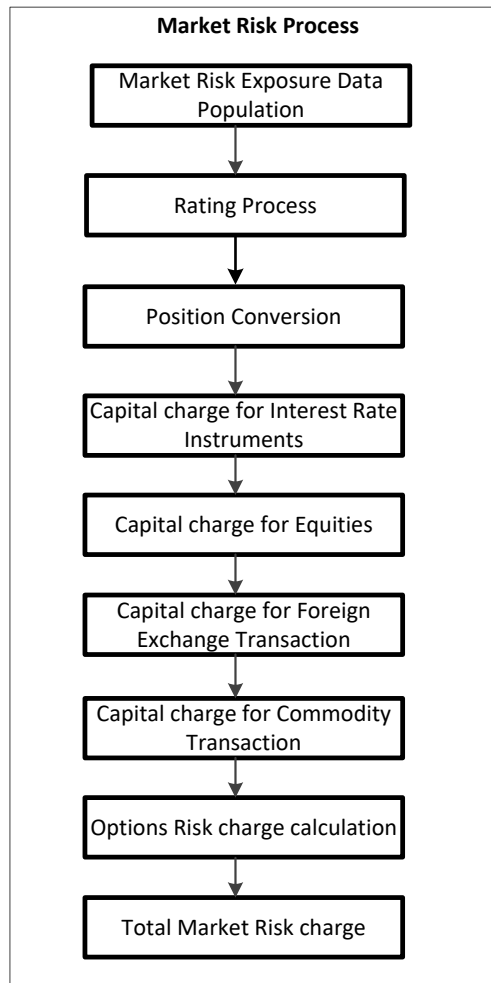 Market Risk Process
Market Risk Exposure Data
Population
Rating Process
Position Conversion
Capital charge for Interest Rate
Instruments
Capital charge for Equities
Capital charge for Foreign
Exchange Transaction
Capital charge for Commodity
Transaction
Options Risk charge calculation
Total Market Risk charge